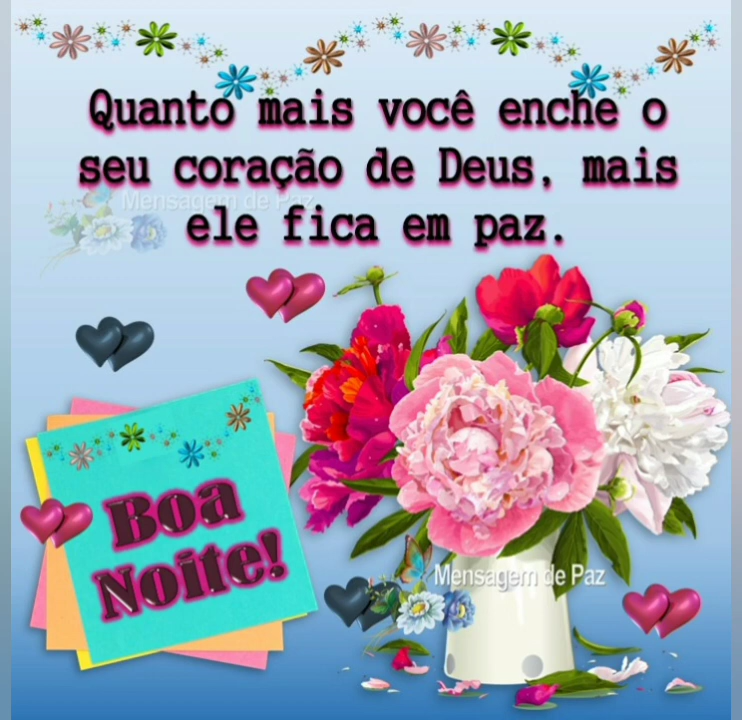 Quanto mais você enche o
seu coração de Deus, mais
Mensagem de Paz
ele fica em paz.
Boa
Noite!
Mensagem de Paz